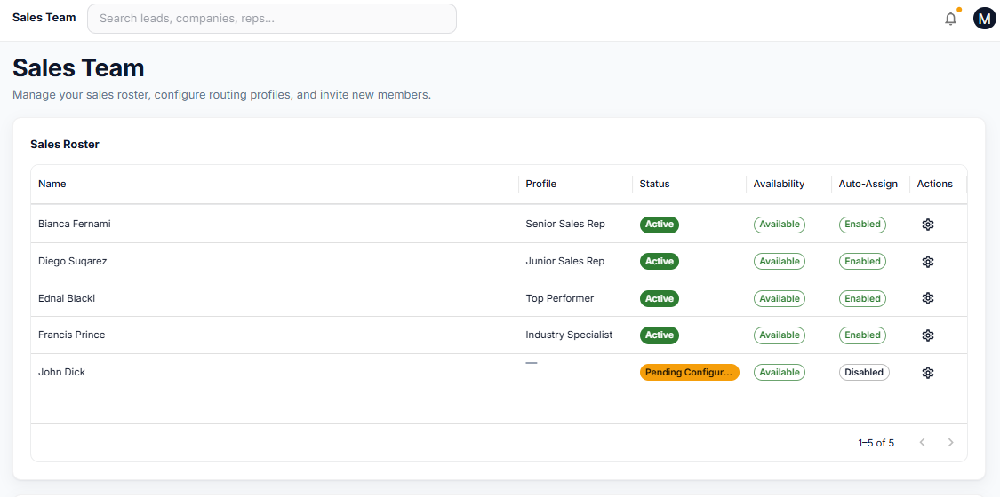 Sales Team
Search leads, companies, reps...
M
Sales Team
Manage your sales roster, configure routing profiles, and invite new members.
Sales Roster
Name Profile Status Availability Auto-Assign Actions
Bianca Fernami Senior Sales Rep Active Available Enabled
Diego Suqarez Junior Sales Rep Active Available Enabled
Ednai Blacki Top Performer Active Available Enabled
Francis Prince Industry Specialist Active Available Enabled
John Dick — Pending Configur... Available Disabled
1–5 of 5